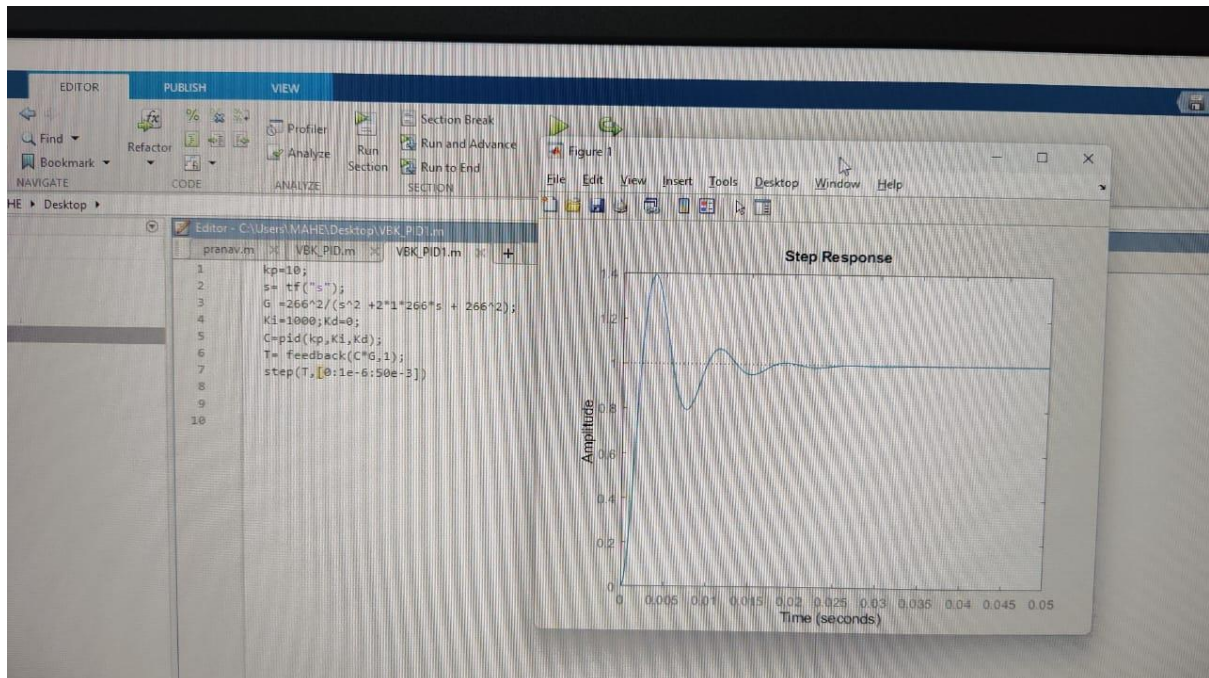 EDITOR PUBLISH VIEW
Find
Bookmark
NAVIGATE
fx
Refactor
CODE
Profiler
Analyze
ANALYZE
Run
Section
Section Break
Run and Advance
Run to End
SECTION
HE Desktop
Editor - C:\Users\MAHE\Desktop\VBK_PID1.m
pranav.m VBK_PID.m VBK_PID1.m +
1 kp=10;
2 s= tf("s");
3 G =266^2/(s^2 +2*1*266*s + 266^2);
4 Ki=1000;Kd=0;
5 C=pid(kp,Ki,Kd);
6 T= feedback(C*G,1);
7 step(T,[0:1e-6:50e-3])
8
9
10
Figure 1
File Edit View Insert Tools Desktop Window Help
Step Response
1.4
1.2
1
0.8
0.6
0.4
0.2
0
Amplitude
0 0.005 0.01 0.015 0.02 0.025 0.03 0.035 0.04 0.045 0.05
Time (seconds)